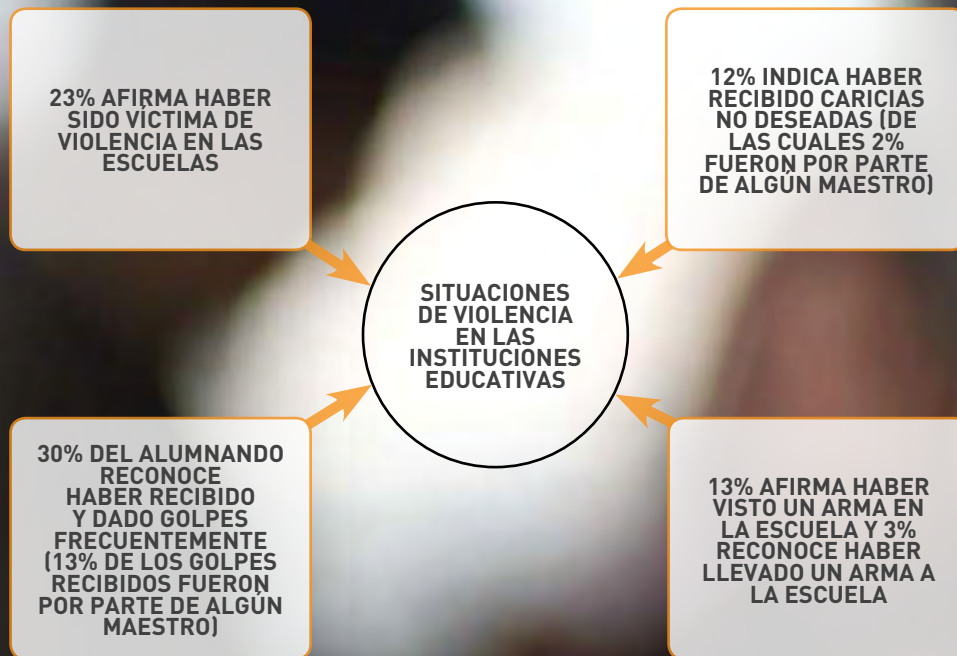 23% AFIRMA HABER
SIDO VÍCTIMA DE
VIOLENCIA EN LAS
ESCUELAS
12% INDICA HABER
RECIBIDO CARICIAS
NO DESEADAS (DE
LAS CUALES 2%
FUERON POR PARTE
DE ALGÚN MAESTRO)
SITUACIONES
DE VIOLENCIA
EN LAS
INSTITUCIONES
EDUCATIVAS
30% DEL ALUMNANDO
RECONOCE
HABER RECIBIDO
Y DADO GOLPES
FRECUENTEMENTE
(13% DE LOS GOLPES
RECIBIDOS FUERON
POR PARTE DE ALGÚN
MAESTRO)
13% AFIRMA HABER
VISTO UN ARMA EN
LA ESCUELA Y 3%
RECONOCE HABER
LLEVADO UN ARMA A
LA ESCUELA